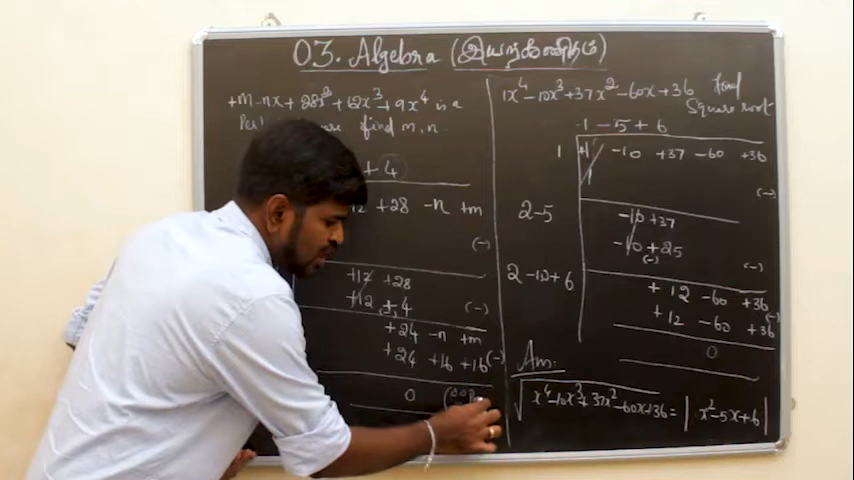 03. Algebra (இயற்கணிதம்)
+m-nx+28x²+12x³+9x⁴ is a
find m,n.
+4
12 +28 -n +m
(-)
+12 +28
+12 +4 (-)
+24 -n +m
+24 +16 +16 (-)
0
1x⁴-10x³+37x²-60x+36 Find
Square root
1 -5 +6
1 +1 -10 +37 -60 +36
1
(-)
2-5 -10 +37
-10 +25
(-) (-)
2 -10 +6 +12 -60 +36
+12 -60 +36 (-)
0
Ans:
√x⁴-10x³+37x²-60x+36 = |x²-5x+6|